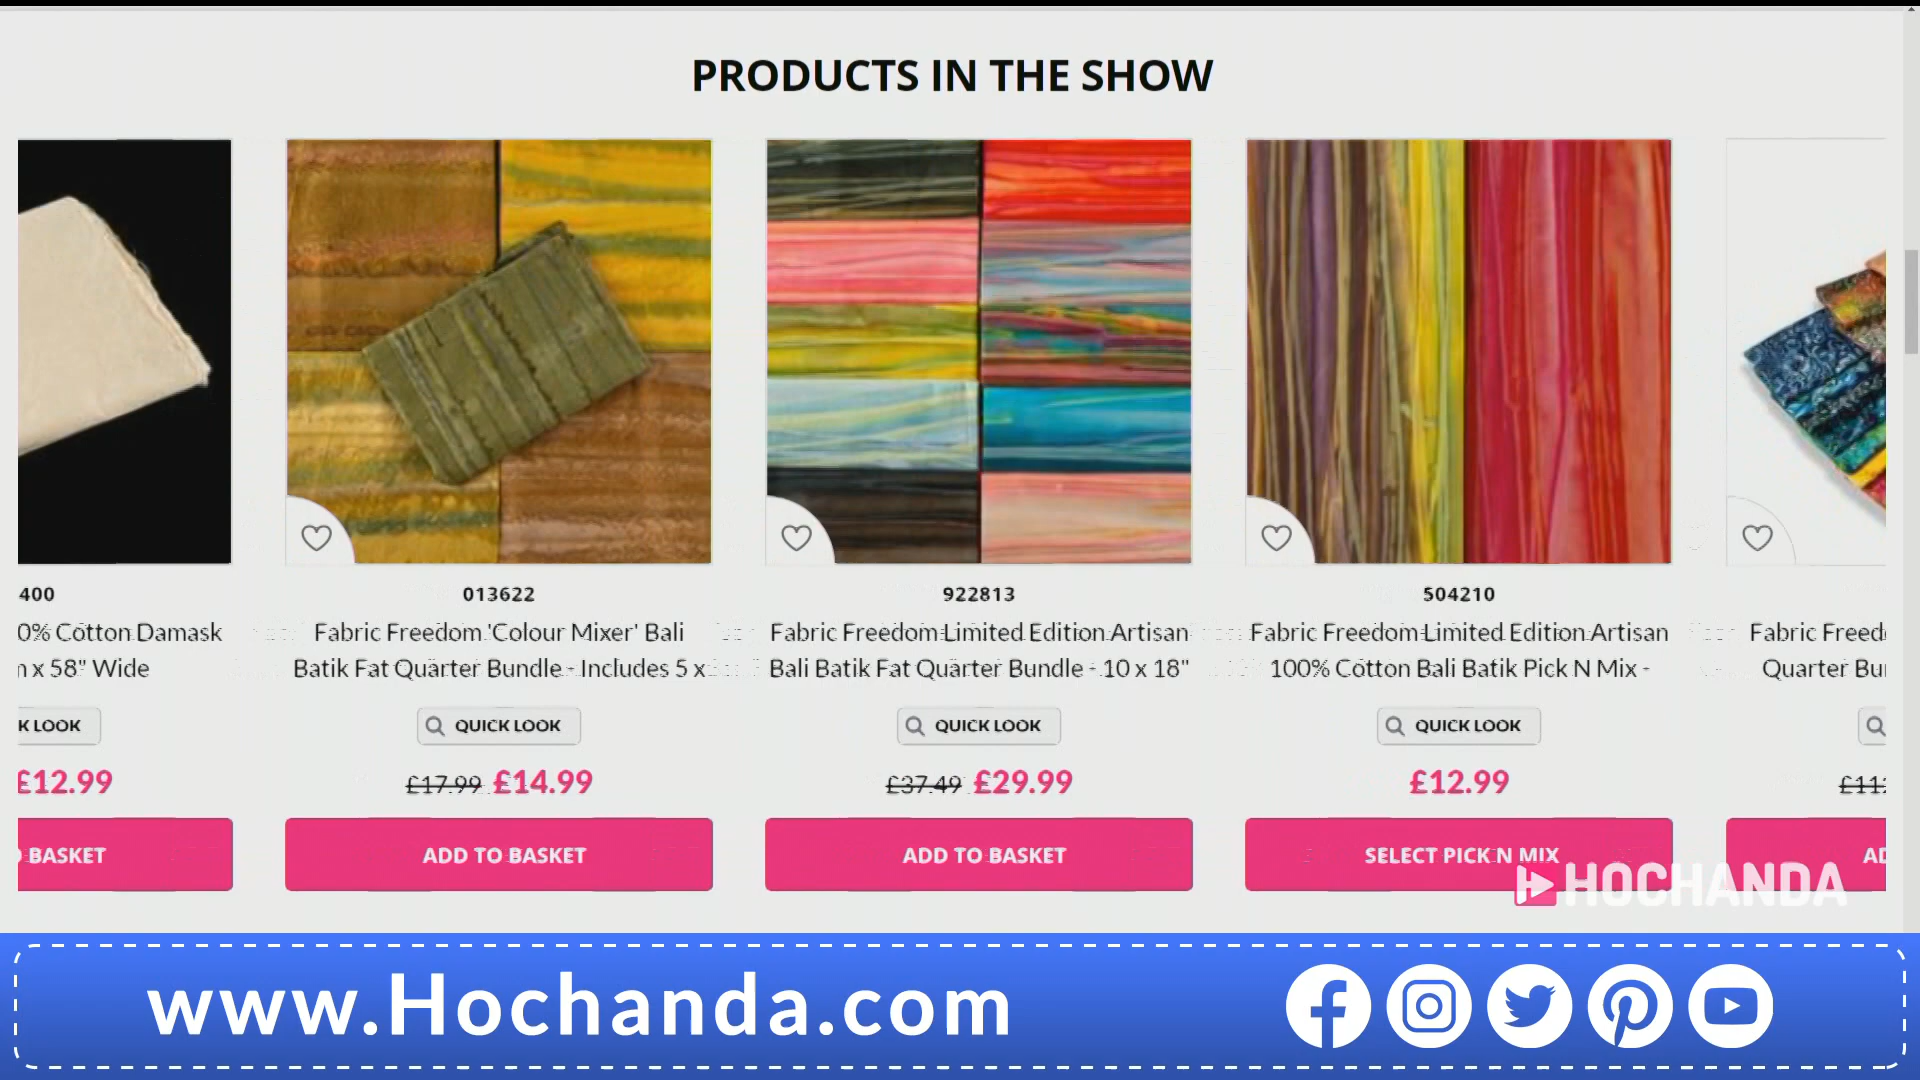 PRODUCTS IN THE SHOW
400
0% Cotton Damask
x 58" Wide
K LOOK
£12.99
BASKET
013622
Fabric Freedom 'Colour Mixer' Bali
Batik Fat Quarter Bundle - Includes 5 x
QUICK LOOK
£17.99 £14.99
ADD TO BASKET
922813
Fabric Freedom Limited Edition Artisan
Bali Batik Fat Quarter Bundle - 10 x 18"
QUICK LOOK
£37.49 £29.99
ADD TO BASKET
504210
Fabric Freedom Limited Edition Artisan
100% Cotton Bali Batik Pick N Mix -
QUICK LOOK
£12.99
SELECT PICK N MIX
Fabric Freed
Quarter Bu
£11
AD
HOCHANDA
www.Hochanda.com